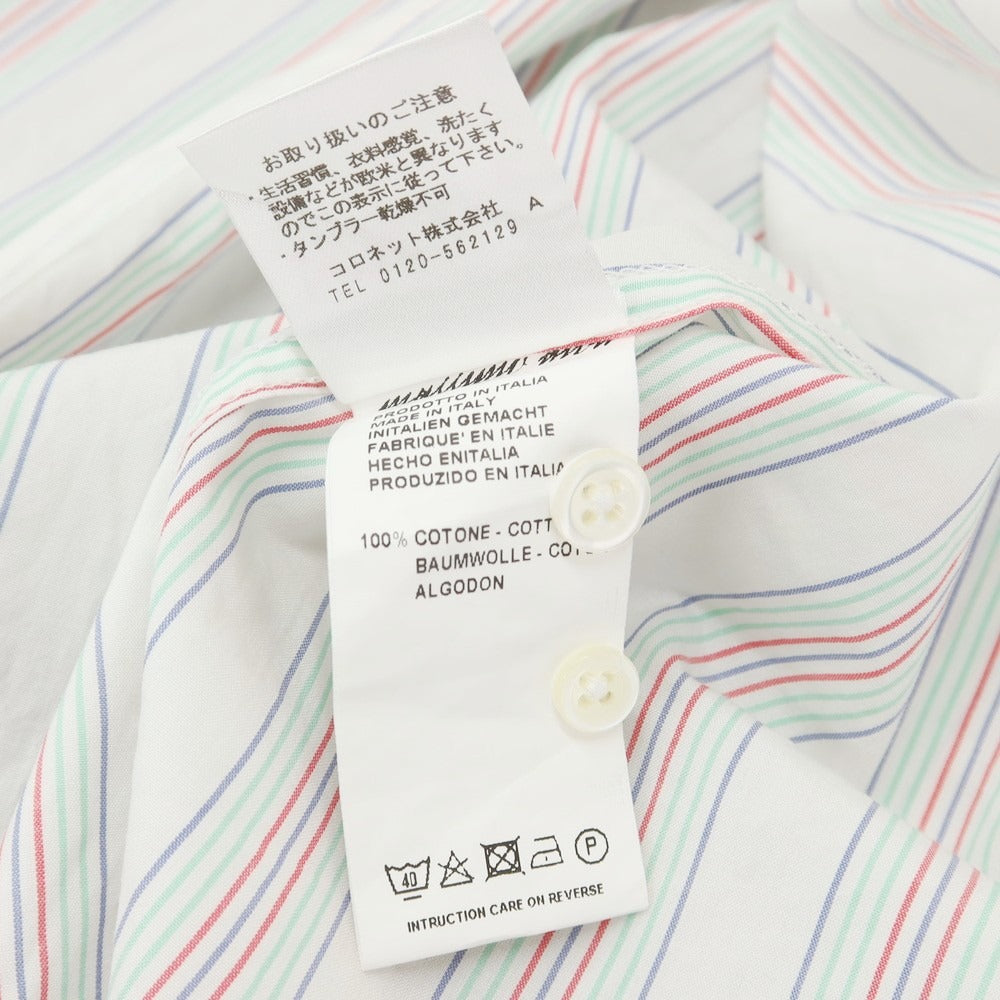 お取り扱いのご注意
・生活習慣、衣料感覚、洗たく
設備などが欧米と異なります
のでこの表示に従って下さい。
・タンブラー乾燥不可
コロネット株式会社 A
TEL 0120-562129
PRODOTTO IN ITALIA
MADE IN ITALY
INITALIEN GEMACHT
FABRIQUE' EN ITALIE
HECHO ENITALIA
PRODUZIDO EN ITALIA
100% COTONE - COTT
BAUMWOLLE - CO
ALGODON
40 P
INTRUCTION CARE ON REVERSE